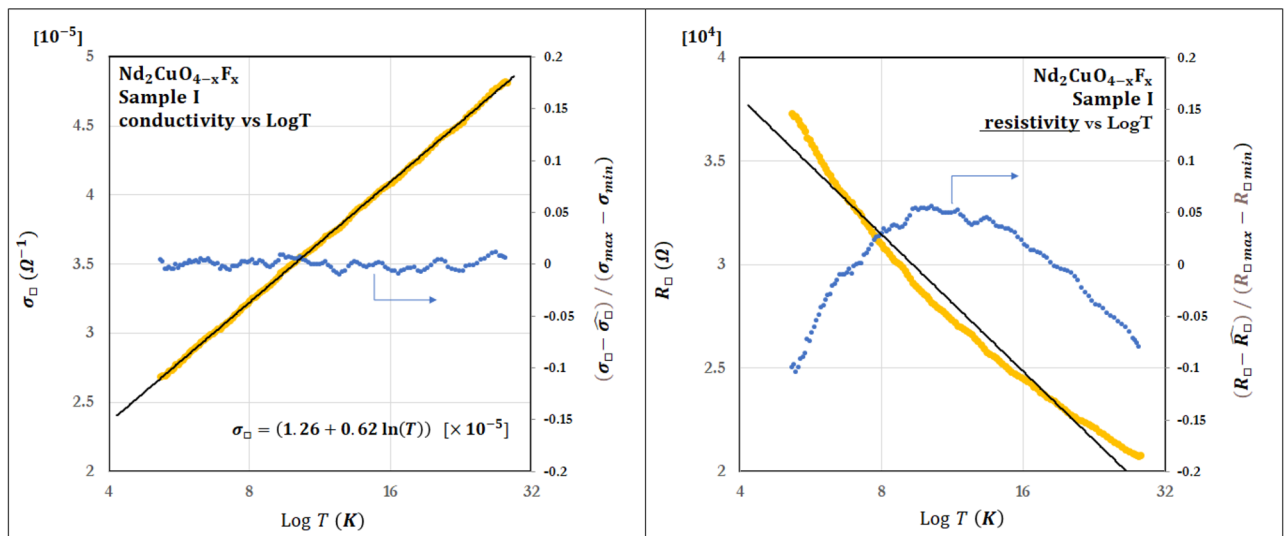 [10⁻⁵]
5
4.5
4
3.5
3
2.5
2
σ□ (Ω⁻¹)
Nd₂CuO₄₋ₓFₓ
Sample I
conductivity vs LogT
σ□ = (1.26 + 0.62 ln(T)) [× 10⁻⁵]
0.2
0.15
0.1
0.05
0
-0.05
-0.1
-0.15
-0.2
(σ□ − σ̂□) / (σmax − σmin)
4 8 16 32
Log T (K)
[10⁴]
4
3.5
3
2.5
2
R□ (Ω)
Nd₂CuO₄₋ₓFₓ
Sample I
resistivity vs LogT
0.2
0.15
0.1
0.05
0
-0.05
-0.1
-0.15
-0.2
(R□ − R̂□) / (R□max − R□min)
4 8 16 32
Log T (K)